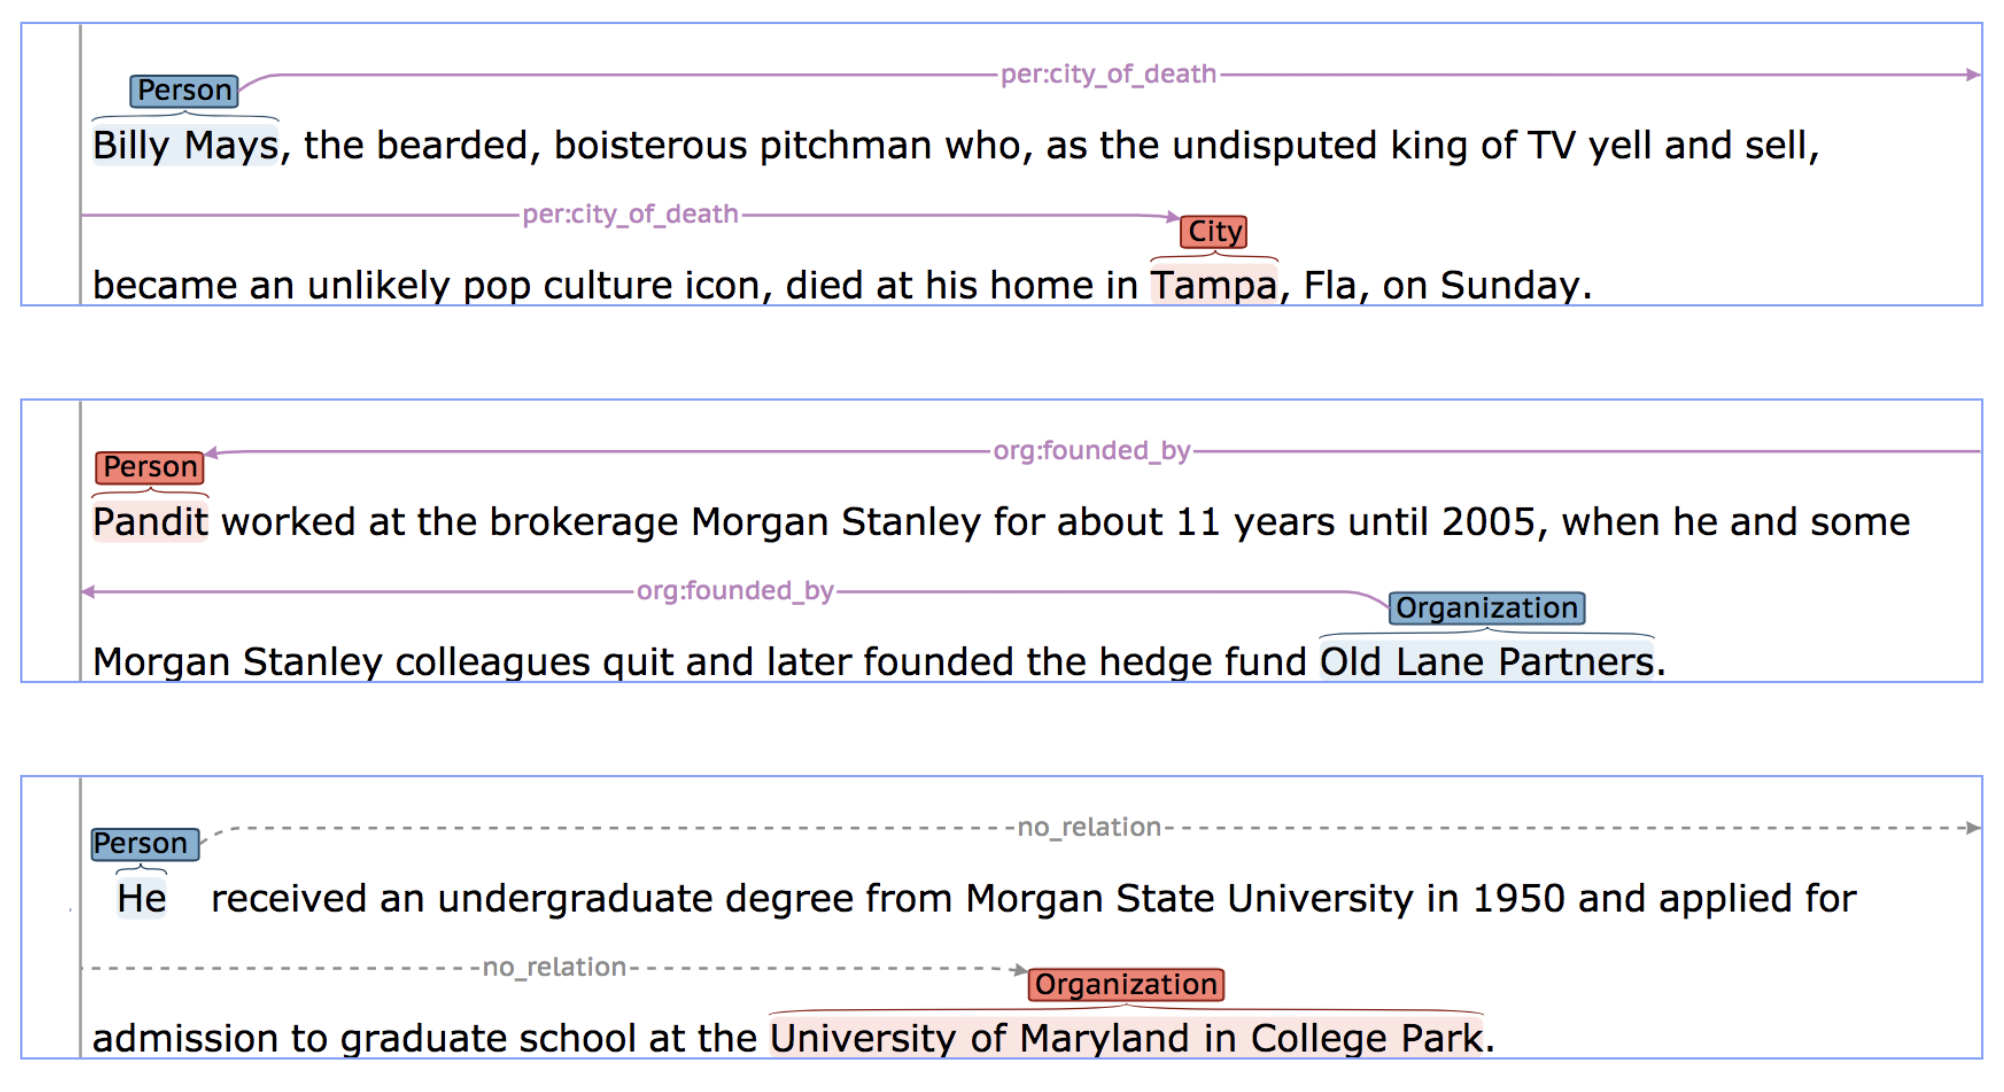 per:city_of_death
Person
Billy Mays, the bearded, boisterous pitchman who, as the undisputed king of TV yell and sell,
per:city_of_death
City
became an unlikely pop culture icon, died at his home in Tampa, Fla, on Sunday.
org:founded_by
Person
Pandit worked at the brokerage Morgan Stanley for about 11 years until 2005, when he and some
org:founded_by
Organization
Morgan Stanley colleagues quit and later founded the hedge fund Old Lane Partners.
no_relation
Person
He received an undergraduate degree from Morgan State University in 1950 and applied for
no_relation
Organization
admission to graduate school at the University of Maryland in College Park.